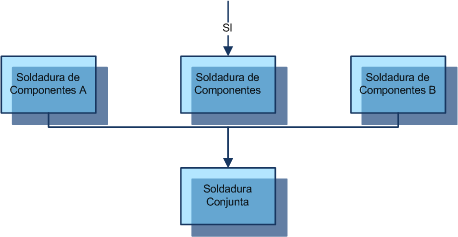 SI
Soldadura de
Componentes A
Soldadura de
Componentes
Soldadura de
Componentes B
Soldadura
Conjunta